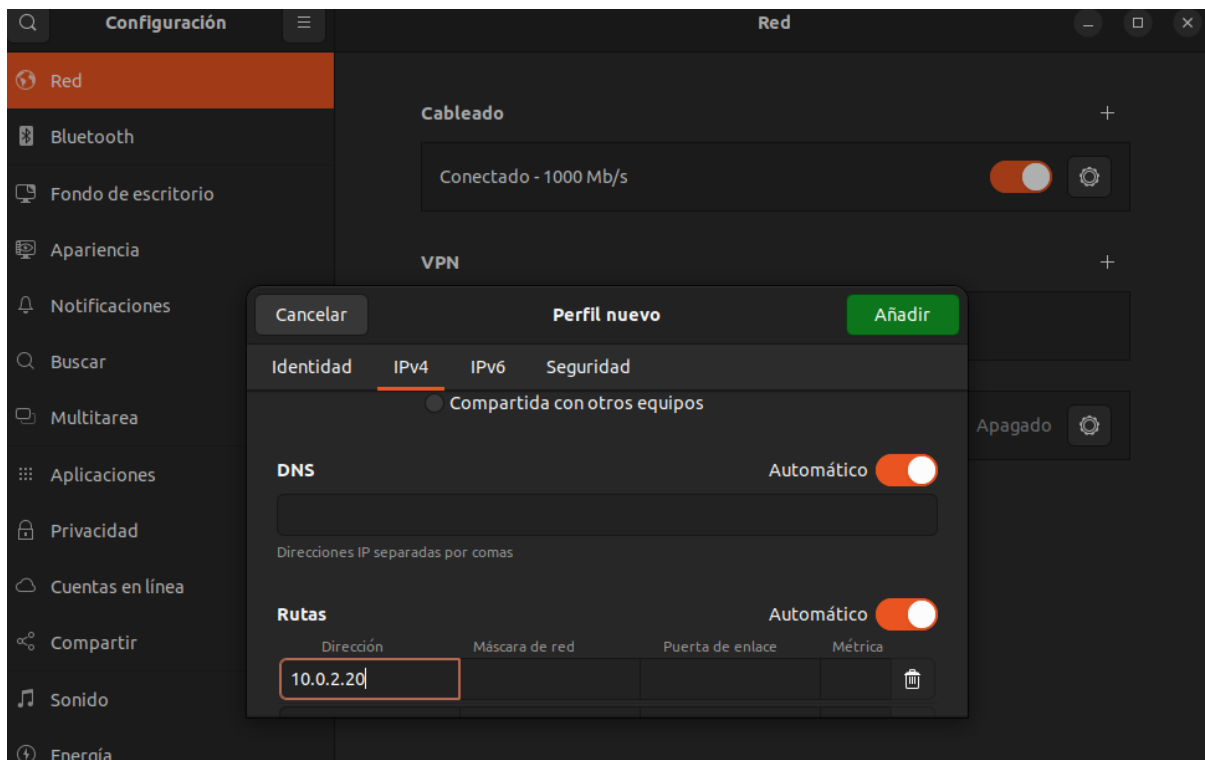 Configuración
Red
Red
Bluetooth
Fondo de escritorio
Apariencia
Notificaciones
Buscar
Multitarea
Aplicaciones
Privacidad
Cuentas en línea
Compartir
Sonido
Energía
Cableado
Conectado - 1000 Mb/s
VPN
Apagado
Cancelar Perfil nuevo Añadir
Identidad IPv4 IPv6 Seguridad
Compartida con otros equipos
DNS Automático
Direcciones IP separadas por comas
Rutas Automático
Dirección Máscara de red Puerta de enlace Métrica
10.0.2.20